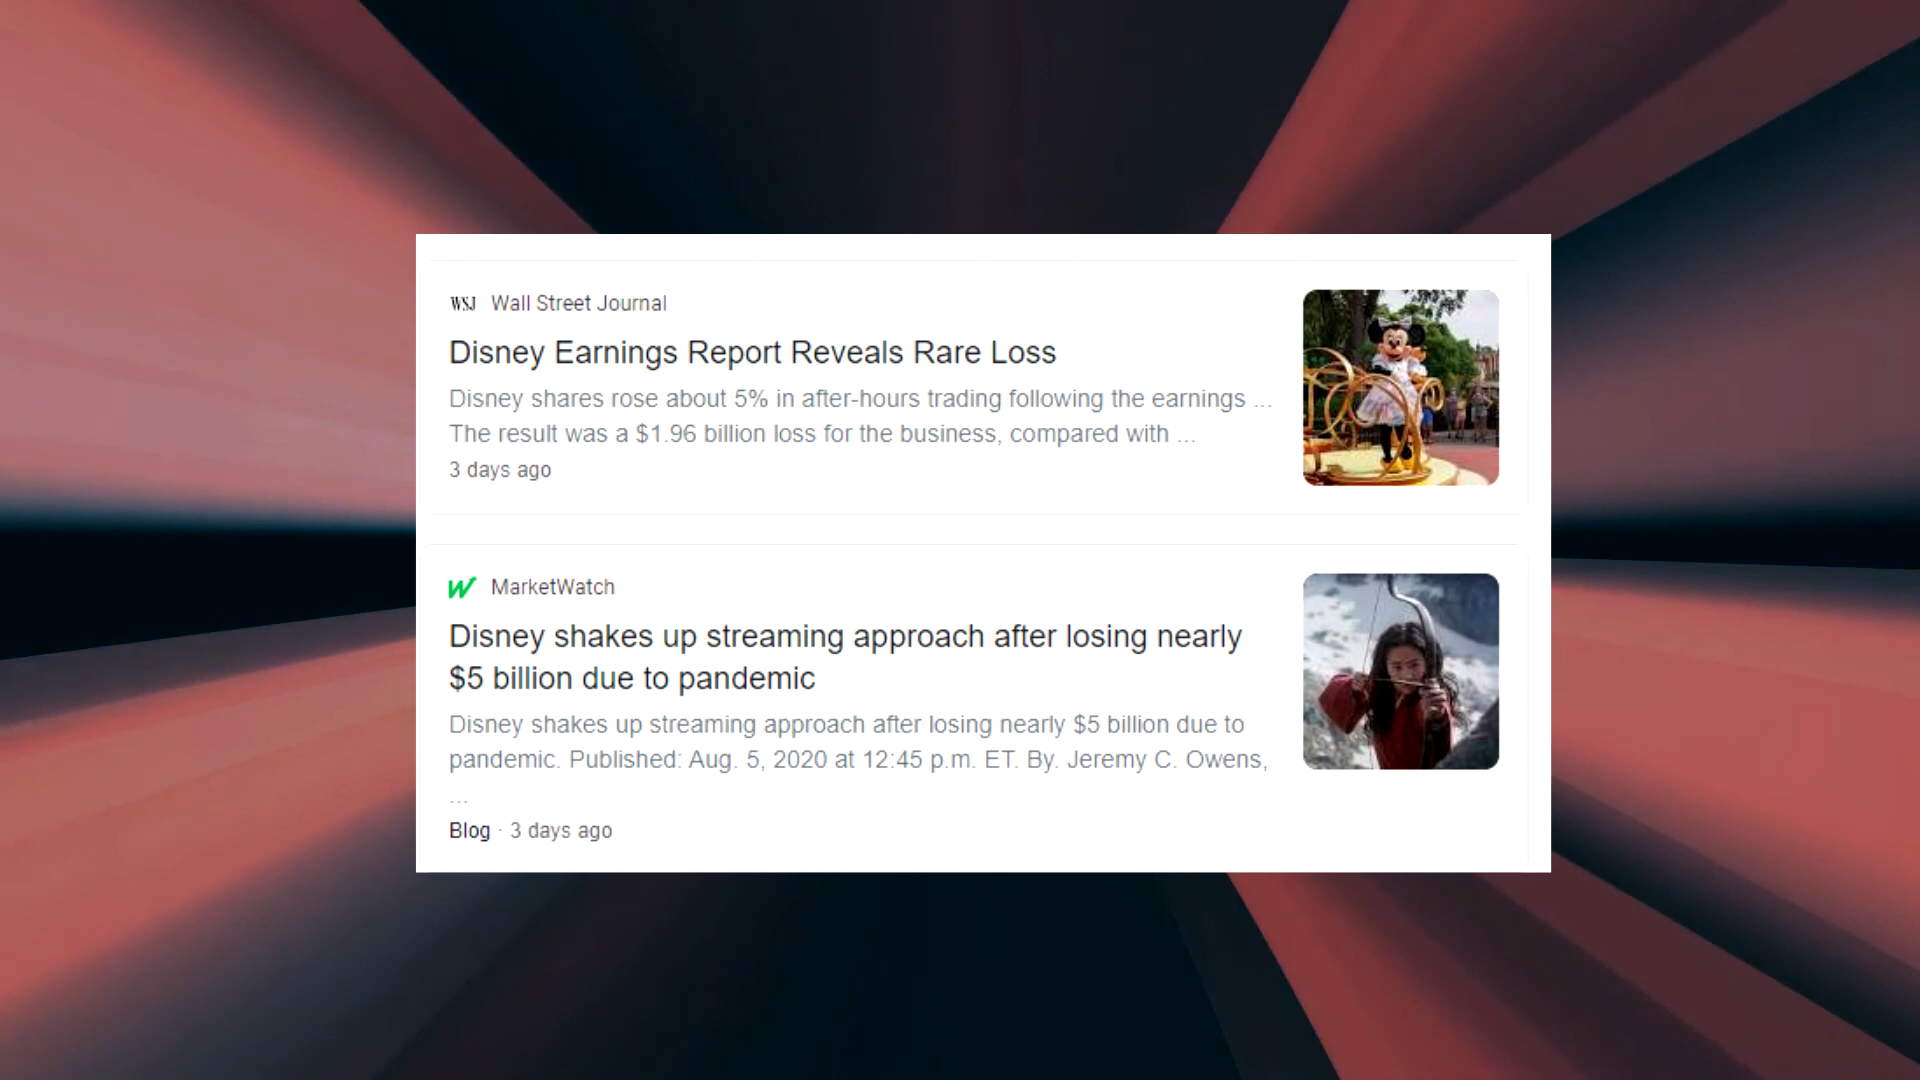 WSJ Wall Street Journal
Disney Earnings Report Reveals Rare Loss
Disney shares rose about 5% in after-hours trading following the earnings ...
The result was a $1.96 billion loss for the business, compared with ...
3 days ago
MarketWatch
Disney shakes up streaming approach after losing nearly
$5 billion due to pandemic
Disney shakes up streaming approach after losing nearly $5 billion due to
pandemic. Published: Aug. 5, 2020 at 12:45 p.m. ET. By. Jeremy C. Owens,
...
Blog · 3 days ago